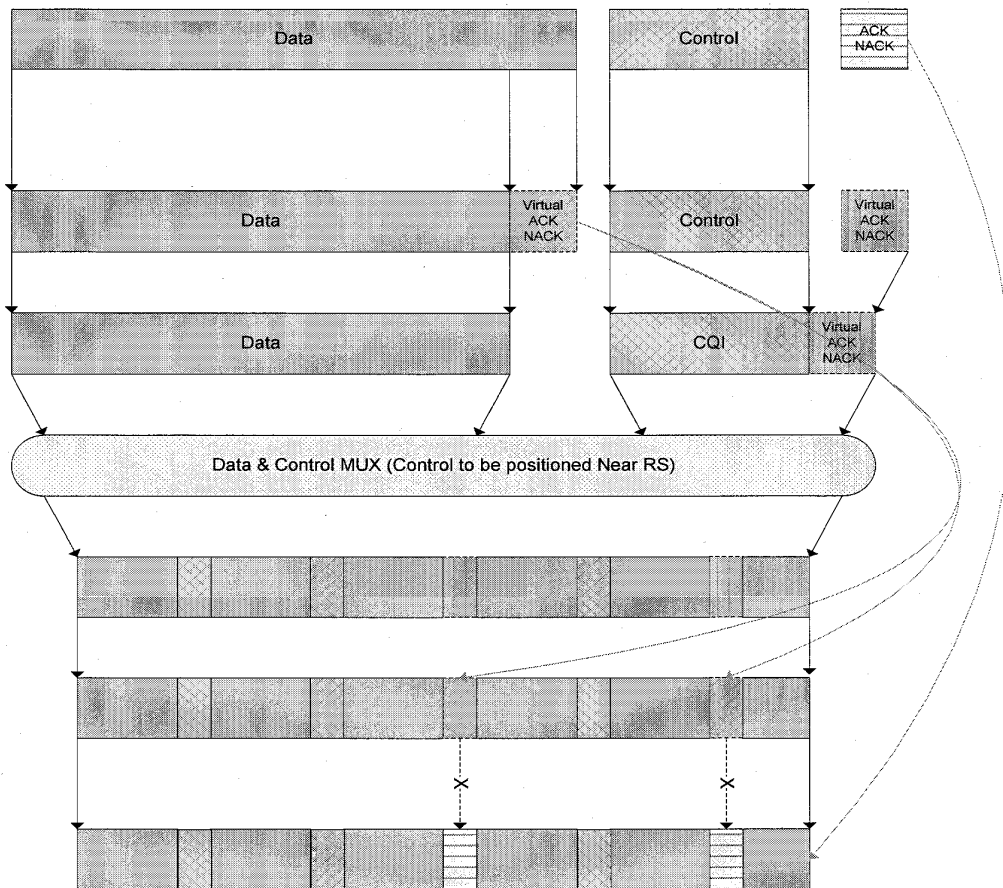 Data
Control
ACK
NACK
Data
Virtual
ACK
NACK
Control
Virtual
ACK
NACK
Data
CQI
Virtual
ACK
NACK
Data & Control MUX (Control to be positioned Near RS)
X
X